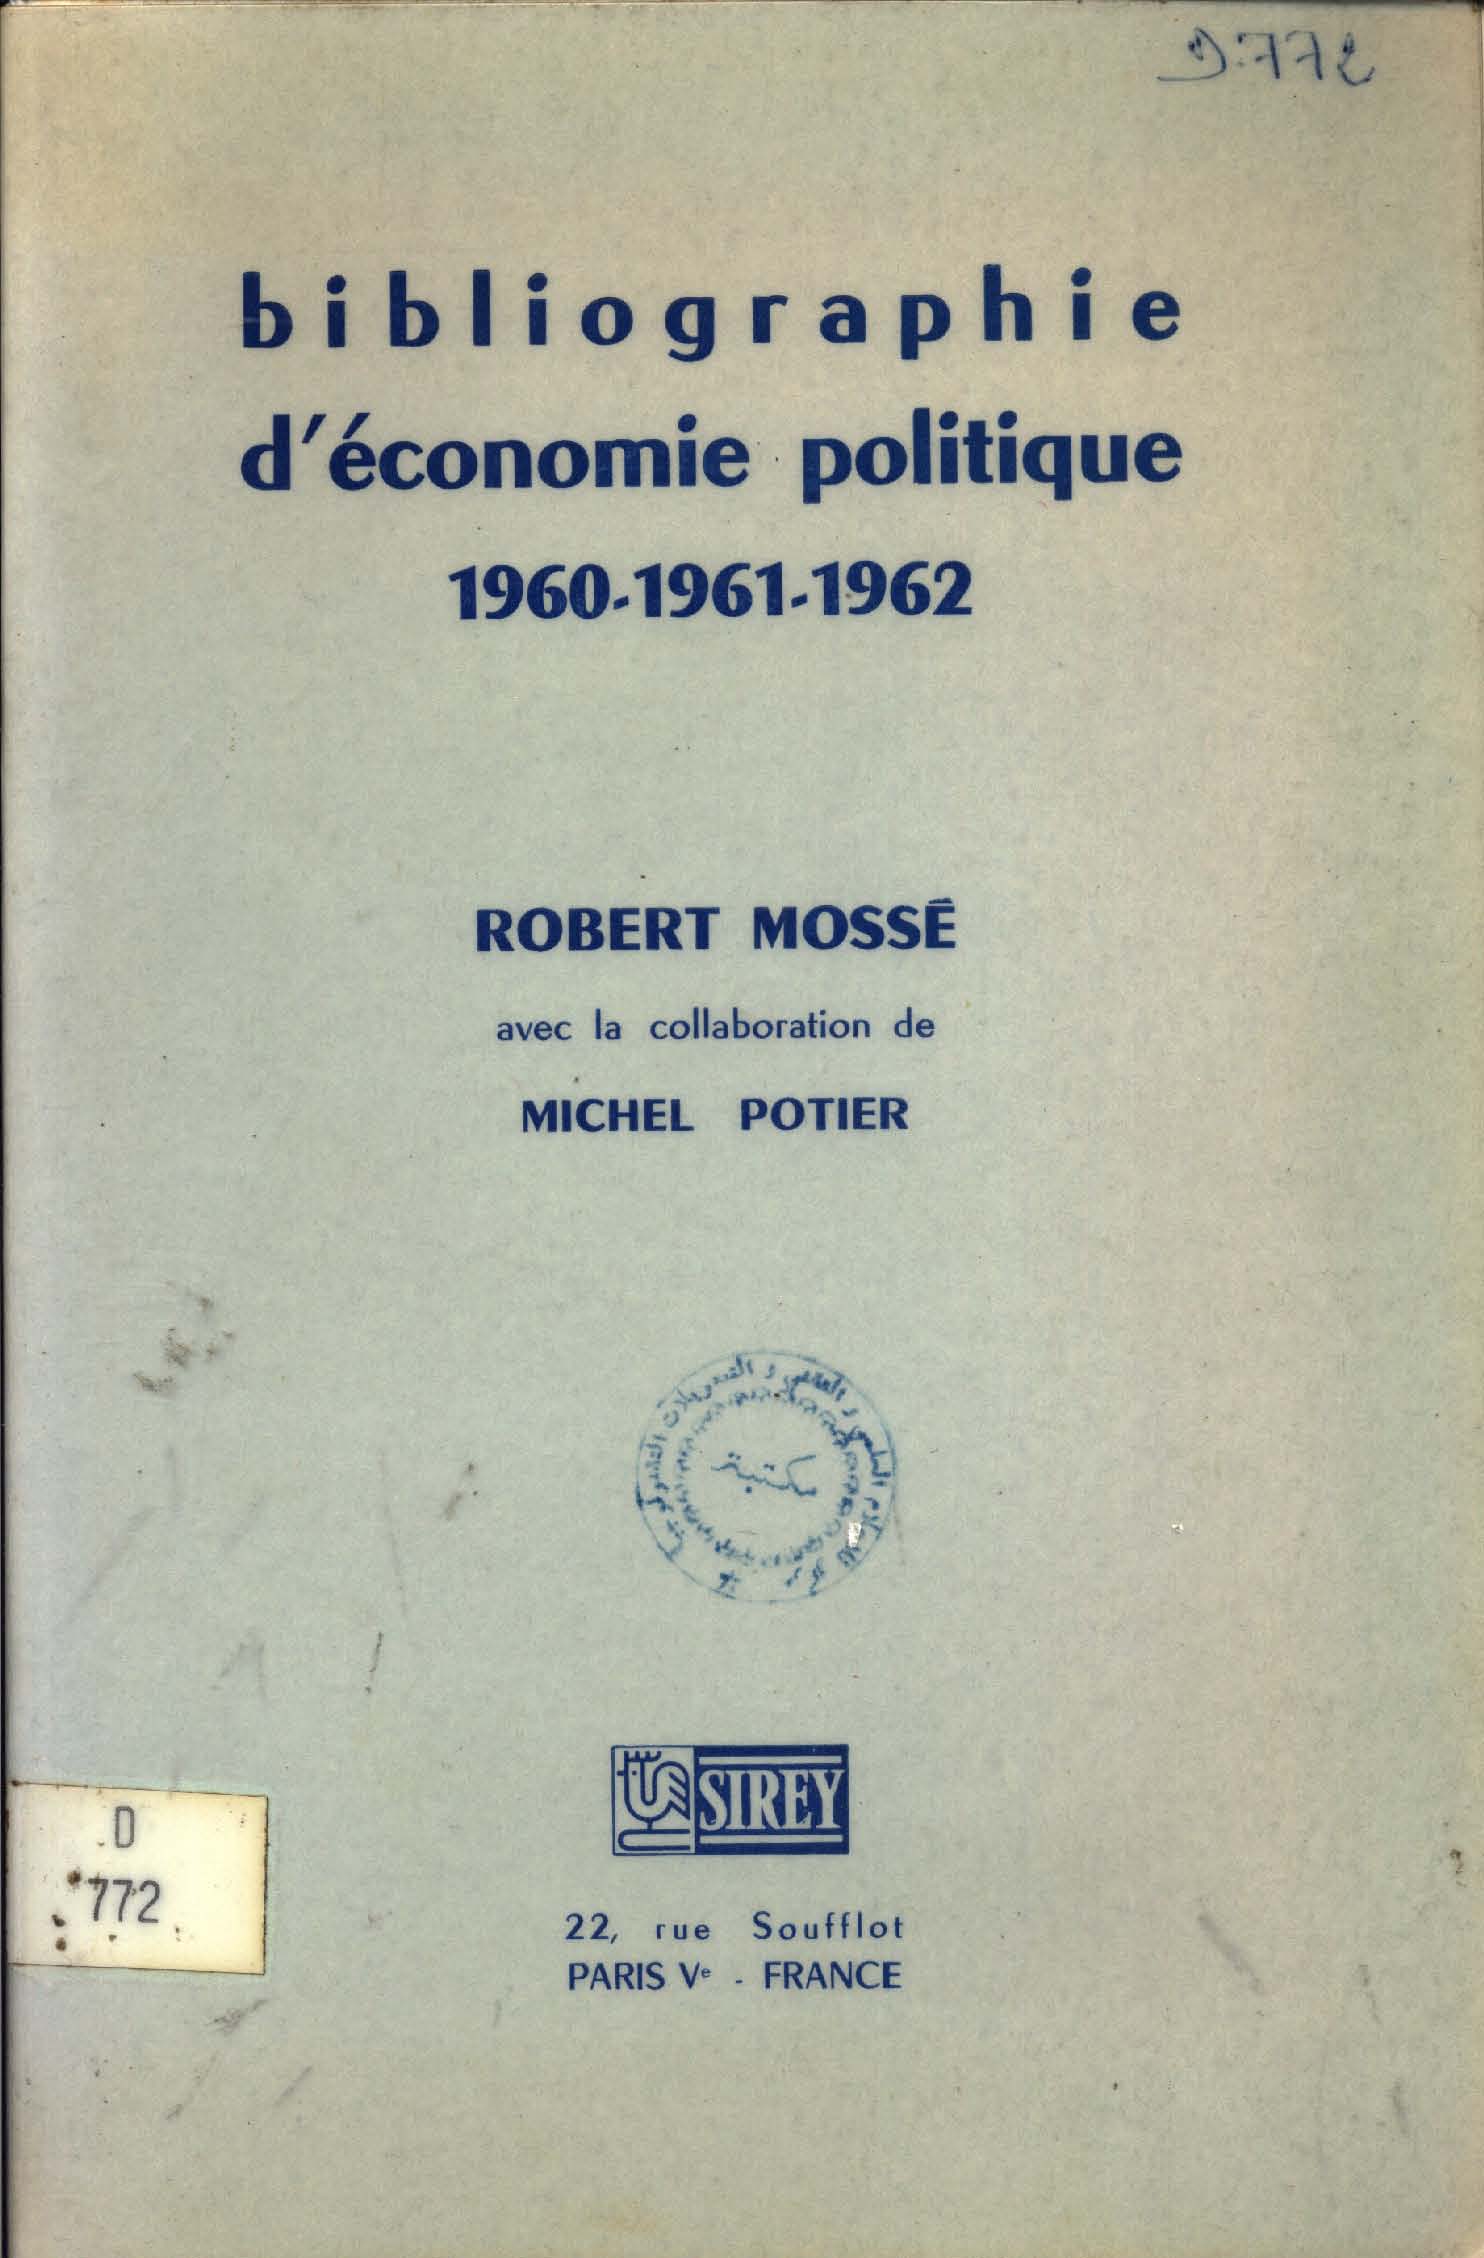 D.772
bibliographie
d'économie politique
1960-1961-1962
ROBERT MOSSÉ
avec la collaboration de
MICHEL POTIER
مكتبة
SIREY
D
772
22, rue Soufflot
PARIS Ve - FRANCE